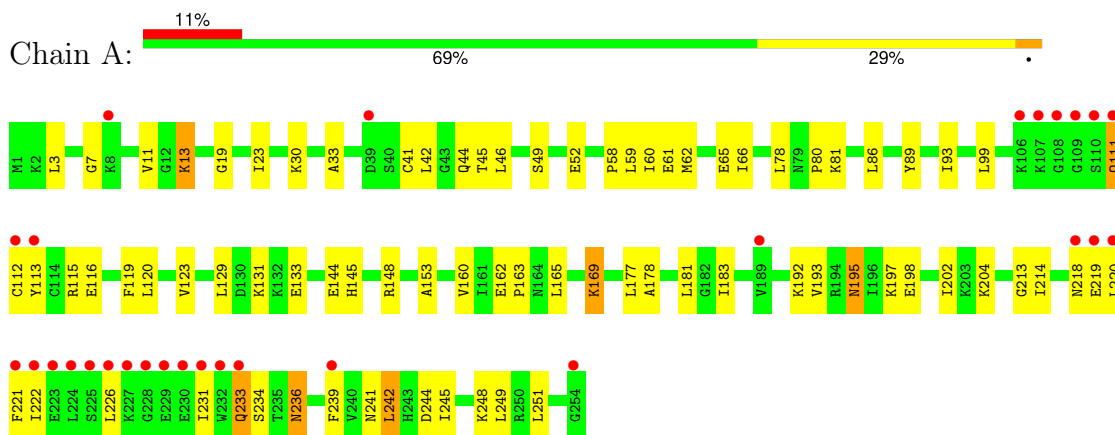 11%
Chain A:
69% 29% •
M1 K2 L3 G7 K8 V11 G12 K13 G19 I23 K30 A33 D39 S40 C41 L42 G43 Q44 T45 L46 S49 E52 P58 L59 I60 E61 M62 E65 I66 L78 N79 P80 K81 L86 Y89 I93 L99 K106 K107 G108 G109 S110
C112 Y113 C114 R115 E116 F119 L120 V123 L129 D130 K131 K132 E133 E144 H145 R148 A153 V160 I161 E162 P163 N164 L165 K169 L177 A178 L181 G182 I183 V189 K192 V193 R194 N195 I196 K197 E198 I202 K203 K204 G213 I214 N218 E219
F221 I222 E223 L224 S225 L226 K227 G228 E229 E230 I231 W232 Q233 S234 T235 N236 F239 V240 N241 L242 H243 D244 I245 K248 L249 R250 L251 G254